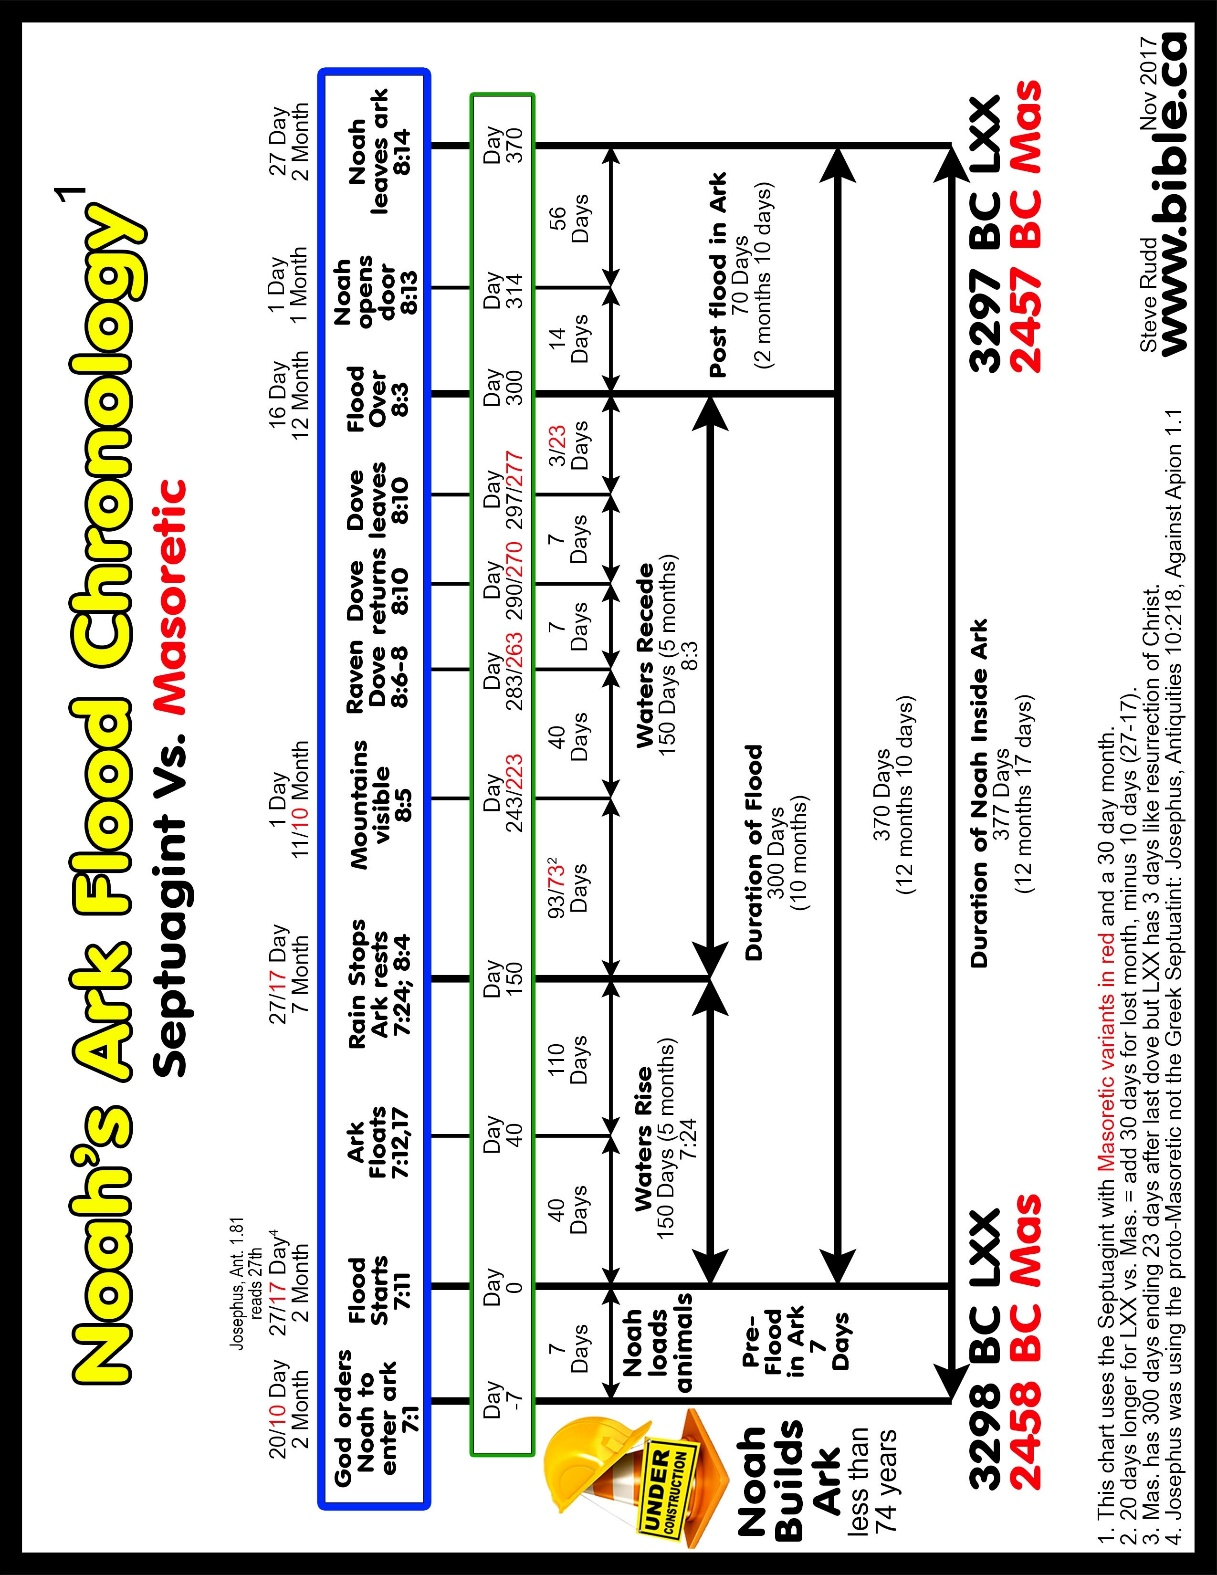 Noah's Ark Flood Chronology 1
Septuagint Vs. Masoretic
Josephus, Ant. 1.81
reads 27th
20/10 Day
2 Month
27/17 Day4
2 Month
27/17 Day
7 Month
1 Day
11/10 Month
16 Day
12 Month
1 Day
1 Month
27 Day
2 Month
God orders
Noah to
enter ark
7:1
Flood
Starts
7:11
Ark
Floats
7:12,17
Rain Stops
Ark rests
7:24; 8:4
Mountains
visible
8:5
Raven
Dove
8:6-8
Dove
returns
8:10
Dove
leaves
8:10
Flood
Over
8:3
Noah
opens
door
8:13
Noah
leaves ark
8:14
Day
-7
Day
0
Day
40
Day
150
Day
243/223
Day
283/263
Day
290/270
Day
297/277
Day
300
Day
314
Day
370
7
Days
40
Days
110
Days
93/73²
Days
40
Days
7
Days
7
Days
3/23
Days
14
Days
56
Days
Noah
loads
animals
Waters Rise
150 Days (5 months)
7:24
Waters Recede
150 Days (5 months)
8:3
Post flood in Ark
70 Days
(2 months 10 days)
Pre-
Flood
in Ark
7
Days
Duration of Flood
300 Days
(10 months)
370 Days
(12 months 10 days)
UNDER
CONSTRUCTION
Noah
Builds
Ark
less than
74 years
Duration of Noah Inside Ark
377 Days
(12 months 17 days)
3298 BC LXX
2458 BC Mas
3297 BC LXX
2457 BC Mas
1. This chart uses the Septuagint with Masoretic variants in red and a 30 day month.
2. 20 days longer for LXX vs. Mas. = add 30 days for lost month, minus 10 days (27-17).
3. Mas. has 300 days ending 23 days after last dove but LXX has 3 days like resurrection of Christ.
4. Josephus was using the proto-Masoretic not the Greek Septuatint: Josephus, Antiquities 10:218, Against Apion 1.1
Steve Rudd Nov 2017
www.bible.ca